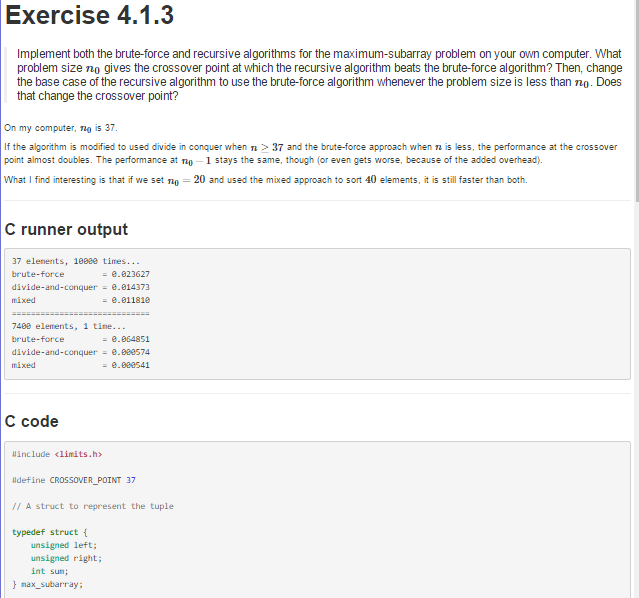 Exercise 4.1.3
Implement both the brute-force and recursive algorithms for the maximum-subarray problem on your own computer. What
problem size n₀ gives the crossover point at which the recursive algorithm beats the brute-force algorithm? Then, change
the base case of the recursive algorithm to use the brute-force algorithm whenever the problem size is less than n₀. Does
that change the crossover point?
On my computer, n₀ is 37.
If the algorithm is modified to used divide in conquer when n ≥ 37 and the brute-force approach when n is less, the performance at the crossover
point almost doubles. The performance at n₀ − 1 stays the same, though (or even gets worse, because of the added overhead).
What I find interesting is that if we set n₀ = 20 and used the mixed approach to sort 40 elements, it is still faster than both.
C runner output
37 elements, 10000 times...
brute-force = 0.023627
divide-and-conquer = 0.014373
mixed = 0.011810
==============================
7400 elements, 1 time...
brute-force = 0.064851
divide-and-conquer = 0.000574
mixed = 0.000541
C code
#include <limits.h>
#define CROSSOVER_POINT 37
// A struct to represent the tuple
typedef struct {
unsigned left;
unsigned right;
int sum;
} max_subarray;